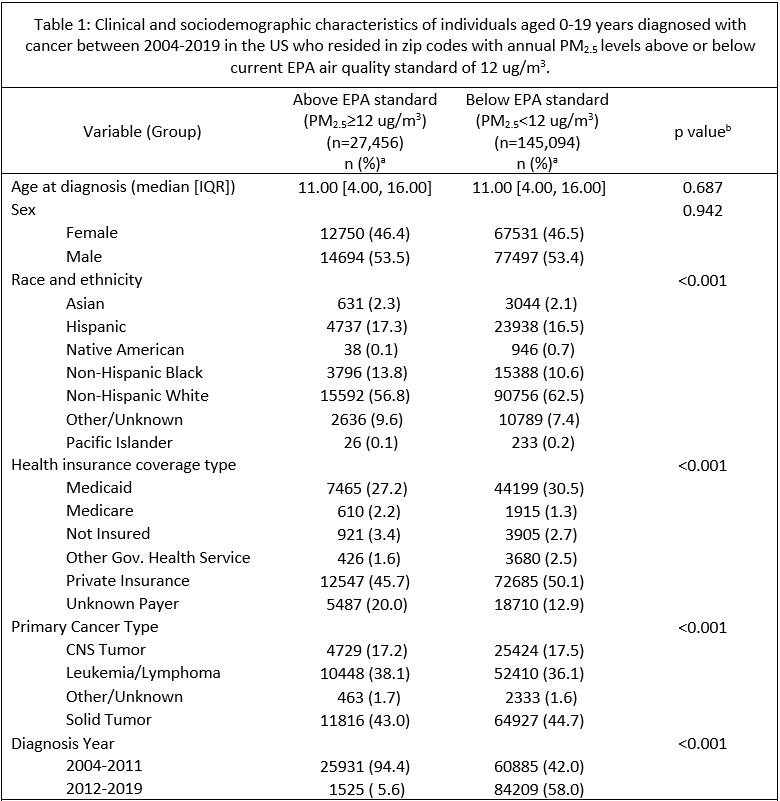 Table 1: Clinical and sociodemographic characteristics of individuals aged 0-19 years diagnosed with
cancer between 2004-2019 in the US who resided in zip codes with annual PM2.5 levels above or below
current EPA air quality standard of 12 ug/m³.
Variable (Group) Above EPA standard (PM2.5≥12 ug/m³) (n=27,456) n (%)ᵃ Below EPA standard (PM2.5<12 ug/m³) (n=145,094) n (%)ᵃ p valueᵇ
Age at diagnosis (median [IQR]) 11.00 [4.00, 16.00] 11.00 [4.00, 16.00] 0.687
Sex 0.942
Female 12750 (46.4) 67531 (46.5)
Male 14694 (53.5) 77497 (53.4)
Race and ethnicity <0.001
Asian 631 (2.3) 3044 (2.1)
Hispanic 4737 (17.3) 23938 (16.5)
Native American 38 (0.1) 946 (0.7)
Non-Hispanic Black 3796 (13.8) 15388 (10.6)
Non-Hispanic White 15592 (56.8) 90756 (62.5)
Other/Unknown 2636 (9.6) 10789 (7.4)
Pacific Islander 26 (0.1) 233 (0.2)
Health insurance coverage type <0.001
Medicaid 7465 (27.2) 44199 (30.5)
Medicare 610 (2.2) 1915 (1.3)
Not Insured 921 (3.4) 3905 (2.7)
Other Gov. Health Service 426 (1.6) 3680 (2.5)
Private Insurance 12547 (45.7) 72685 (50.1)
Unknown Payer 5487 (20.0) 18710 (12.9)
Primary Cancer Type <0.001
CNS Tumor 4729 (17.2) 25424 (17.5)
Leukemia/Lymphoma 10448 (38.1) 52410 (36.1)
Other/Unknown 463 (1.7) 2333 (1.6)
Solid Tumor 11816 (43.0) 64927 (44.7)
Diagnosis Year <0.001
2004-2011 25931 (94.4) 60885 (42.0)
2012-2019 1525 ( 5.6) 84209 (58.0)